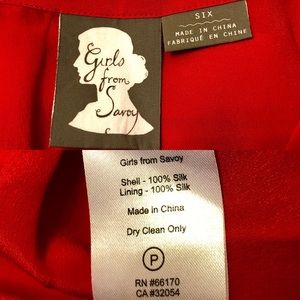 Girls
from
Savoy
SIX
MADE IN CHINA
FABRIQUÉ EN CHINE
Girls from Savoy
Shell - 100% Silk
Lining - 100% Silk
Made in China
Dry Clean Only
P
RN #66170
CA #32054